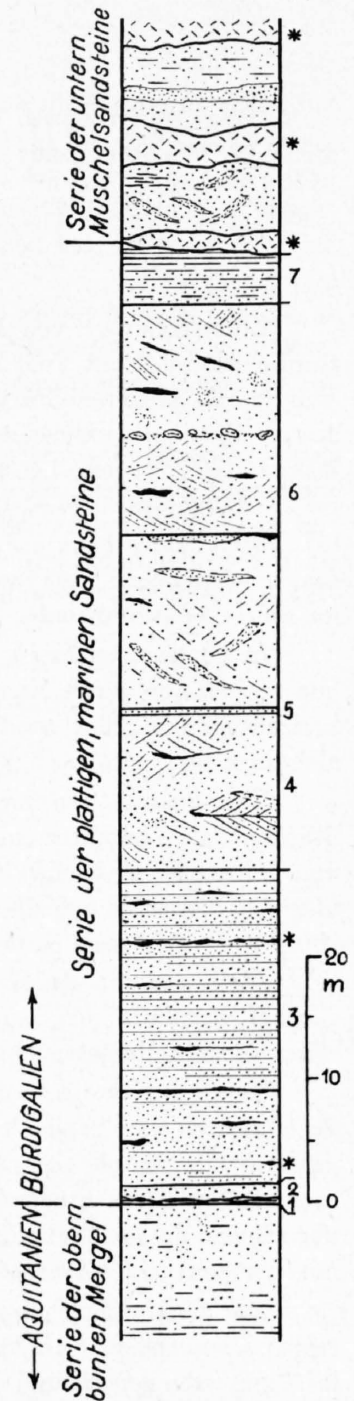 Serie der untern
Muschelsandsteine
Serie der plattigen, marinen Sandsteine
← AQUITANIEN BURDIGALIEN →
Serie der obern
bunten Mergel
*
*
*
7
6
5
4
*
20
m
3
10
*
2
1
0